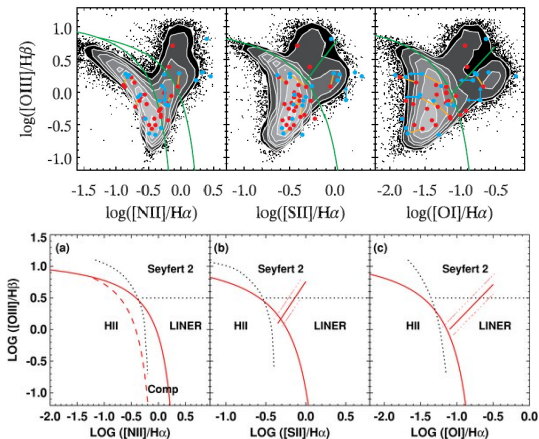 log([OIII]/Hβ)
1.0
0.5
0.0
-0.5
-1.0
-1.5 -1.0 -0.5 0.0 0.5 -1.0 -0.5 0.0 -2.0 -1.5 -1.0 -0.5
log([NII]/Hα) log([SII]/Hα) log([OI]/Hα)
LOG ([OIII]/Hβ)
1.5
1.0
0.5
0.0
-0.5
-1.0
(a) (b) (c)
Seyfert 2 Seyfert 2 Seyfert 2
HII LINER HII LINER HII LINER
Comp
-2.0 -1.5 -1.0 -0.5 0.0 0.5 -1.0 -0.5 0.0 0.5 -2.0 -1.5 -1.0 -0.5 0.0
LOG ([NII]/Hα) LOG ([SII]/Hα) LOG ([OI]/Hα)